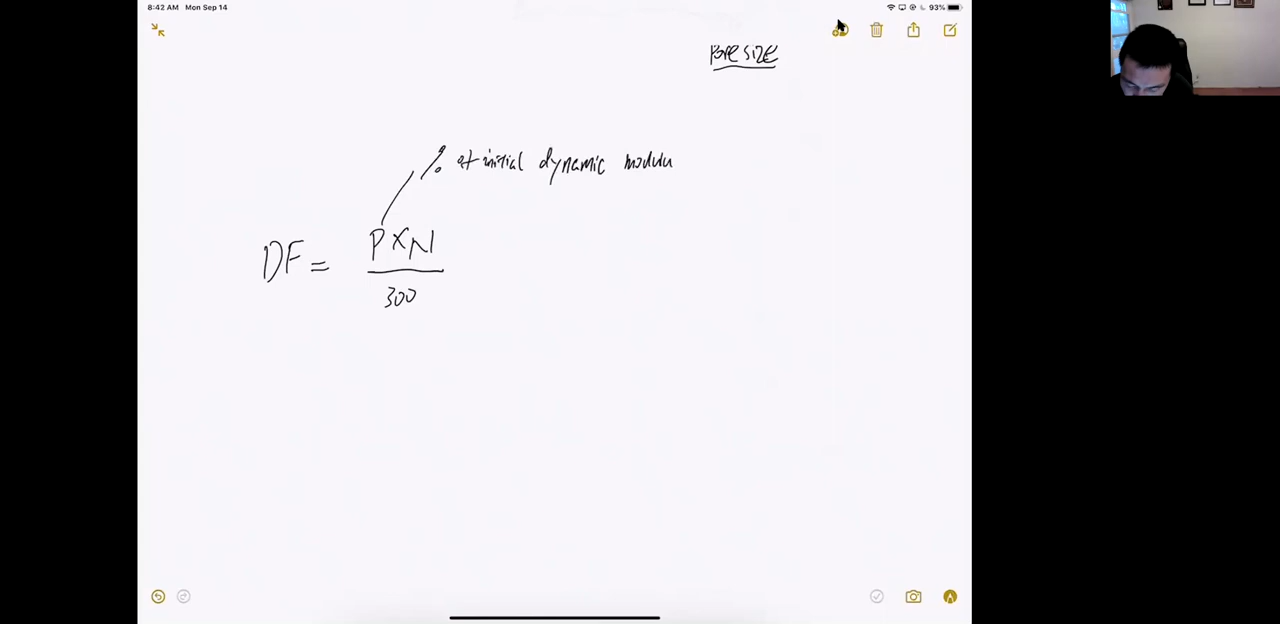 8:42 AM Mon Sep 14
93%
PORE SIZE
% of initial dynamic modulu
DF = P X N
300